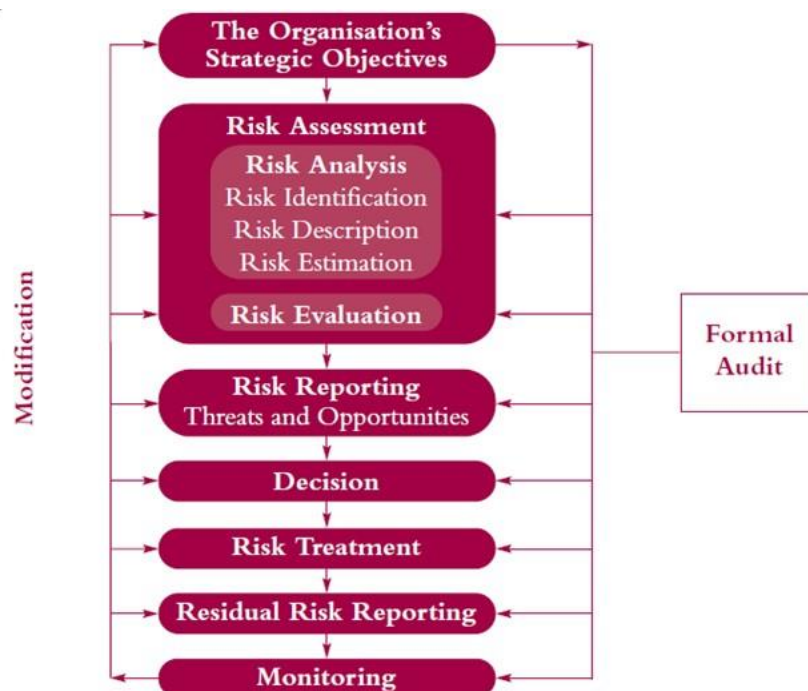 The Organisation's
Strategic Objectives
Risk Assessment
Risk Analysis
Risk Identification
Risk Description
Risk Estimation
Risk Evaluation
Risk Reporting
Threats and Opportunities
Decision
Risk Treatment
Residual Risk Reporting
Monitoring
Modification
Formal
Audit